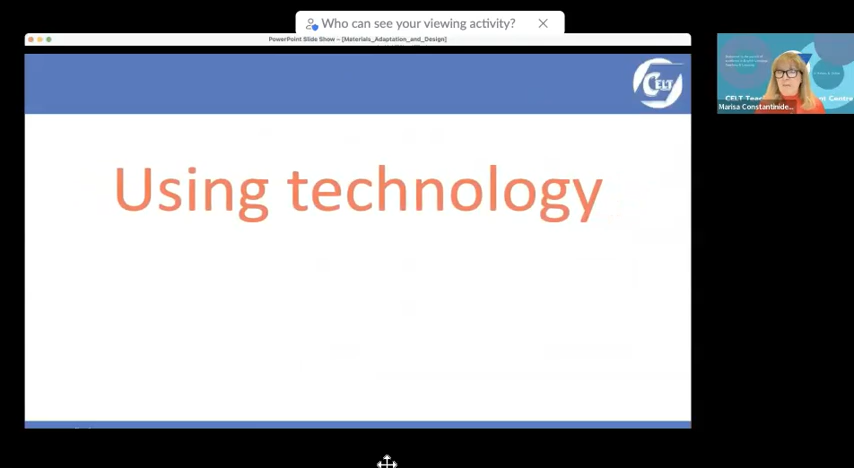 Who can see your viewing activity?
PowerPoint Slide Show – [Materials_Adaptation_and_Design]
CELT
Using technology
Marisa Constantinide...